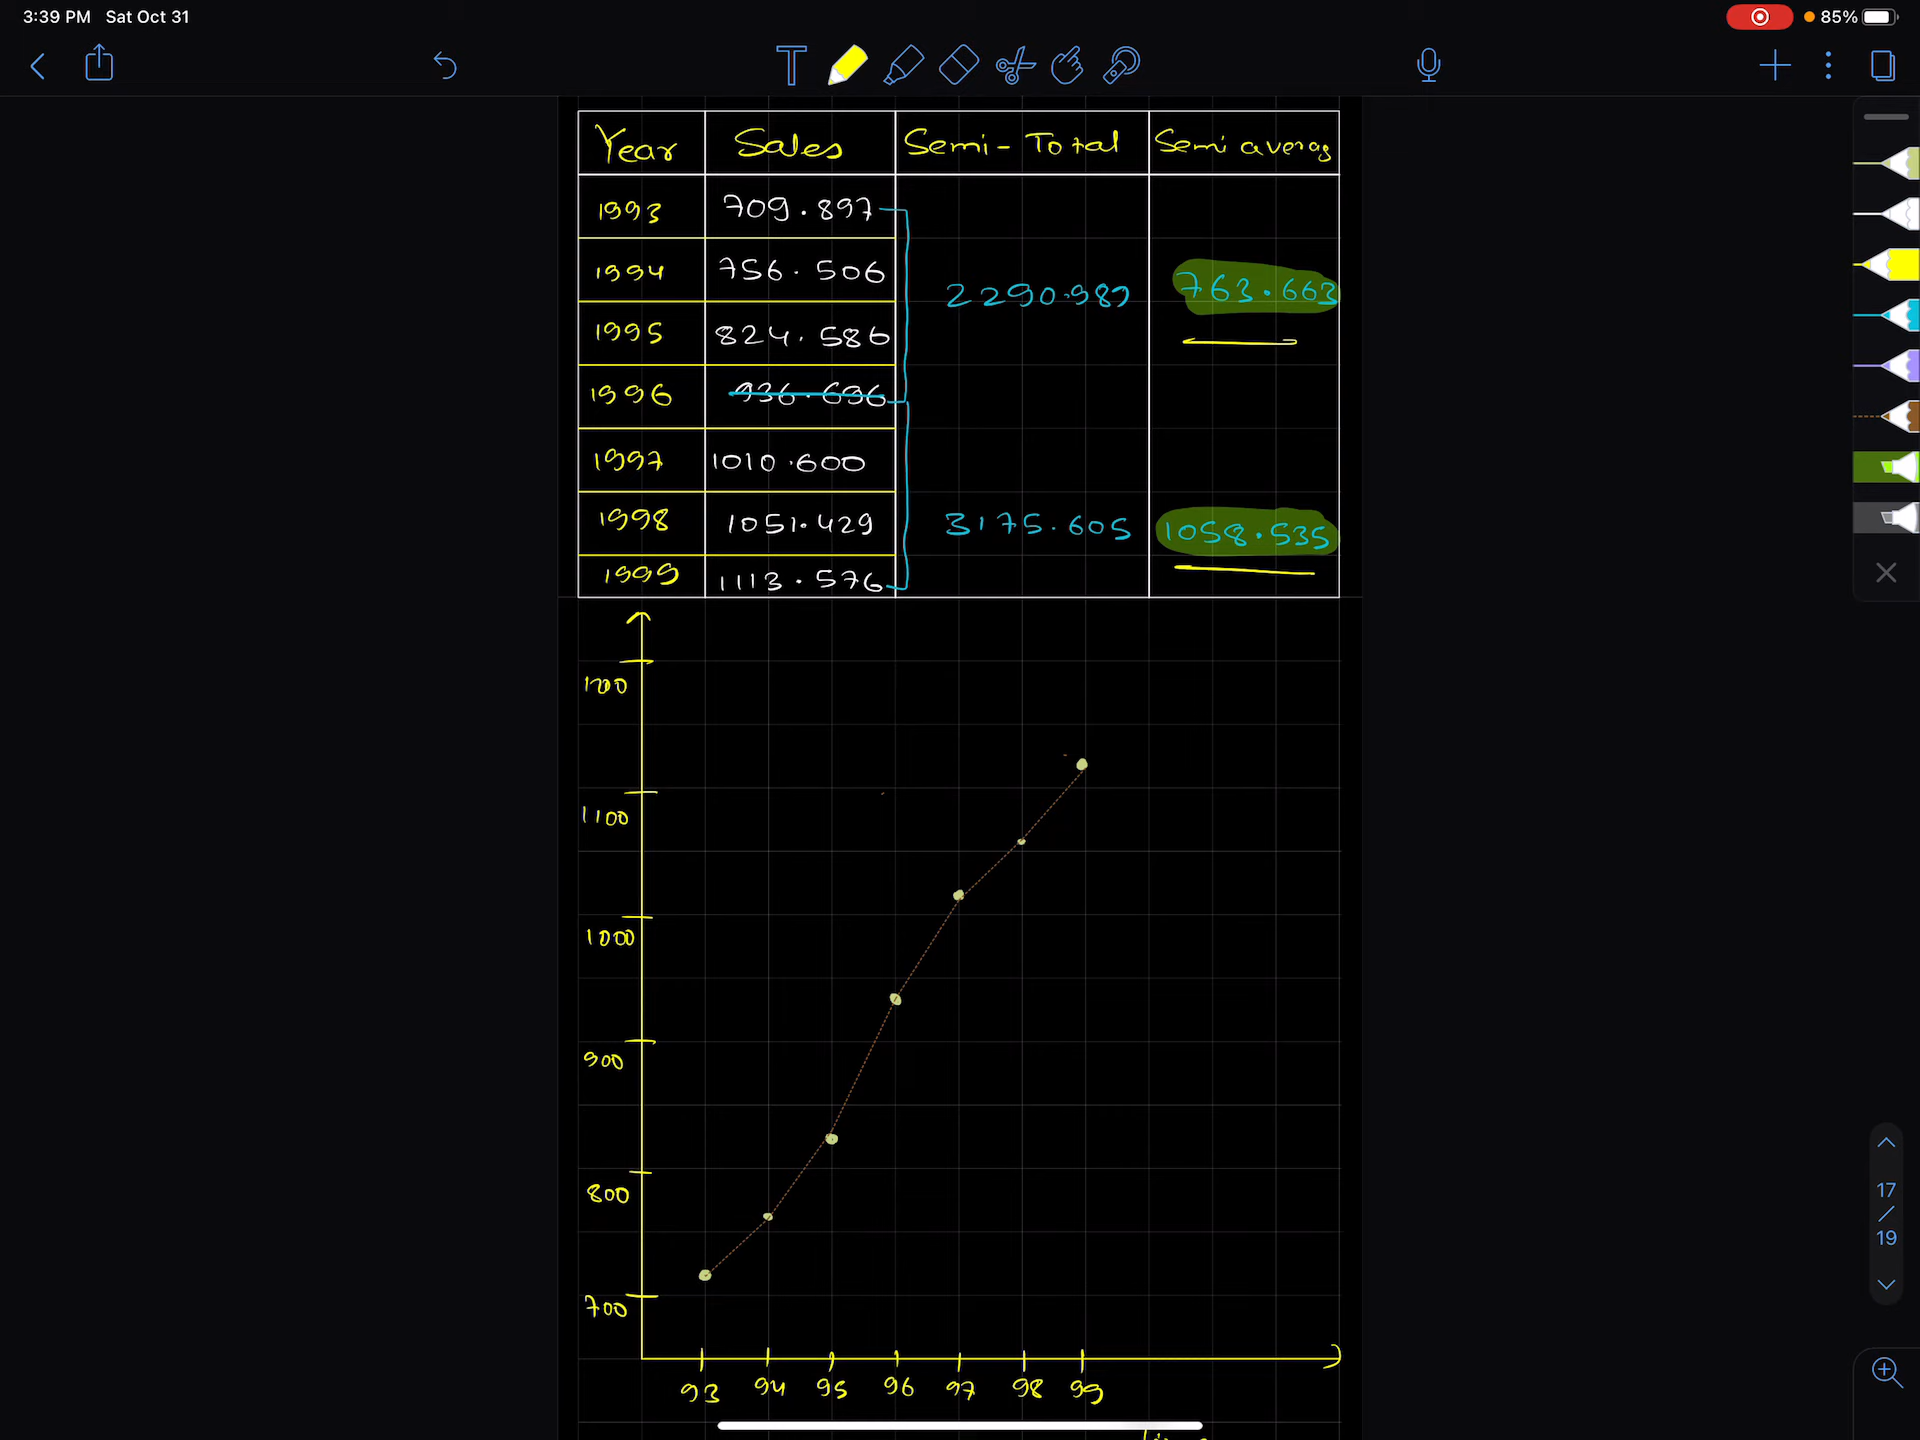 3:39 PM Sat Oct 31
85%
T
Year Sales Semi-Total Semi averag
1993 709.897
1994 756.506 2290.989 763.663
1995 824.586
1996 936.696
1997 1010.600
1998 1051.429 3175.605 1058.535
1999 1113.576
1200
1100
1000
900
800
700
93 94 95 96 97 98 99
17
/
19